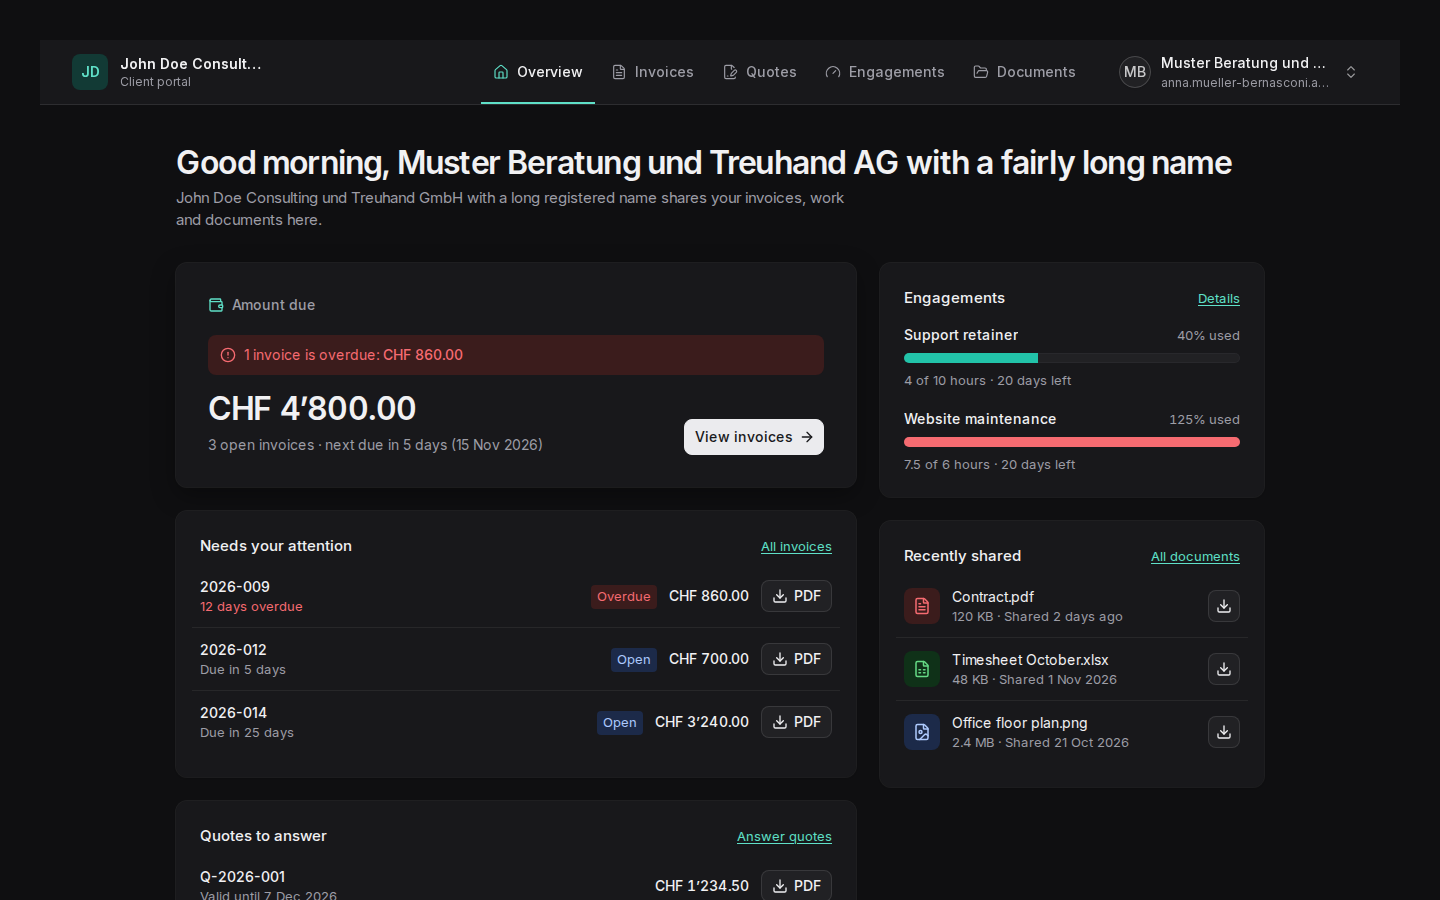 JD
John Doe Consult…
Client portal
Overview
Invoices
Quotes
Engagements
Documents
MB
Muster Beratung und …
anna.mueller-bernasconi.a…
Good morning, Muster Beratung und Treuhand AG with a fairly long name
John Doe Consulting und Treuhand GmbH with a long registered name shares your invoices, work
and documents here.
Amount due
1 invoice is overdue: CHF 860.00
CHF 4’800.00
3 open invoices · next due in 5 days (15 Nov 2026)
View invoices
Needs your attention
All invoices
2026-009
12 days overdue
Overdue
CHF 860.00
PDF
2026-012
Due in 5 days
Open
CHF 700.00
PDF
2026-014
Due in 25 days
Open
CHF 3’240.00
PDF
Quotes to answer
Answer quotes
Q-2026-001
Valid until 7 Dec 2026
CHF 1’234.50
PDF
Engagements
Details
Support retainer
40% used
4 of 10 hours · 20 days left
Website maintenance
125% used
7.5 of 6 hours · 20 days left
Recently shared
All documents
Contract.pdf
120 KB · Shared 2 days ago
Timesheet October.xlsx
48 KB · Shared 1 Nov 2026
Office floor plan.png
2.4 MB · Shared 21 Oct 2026